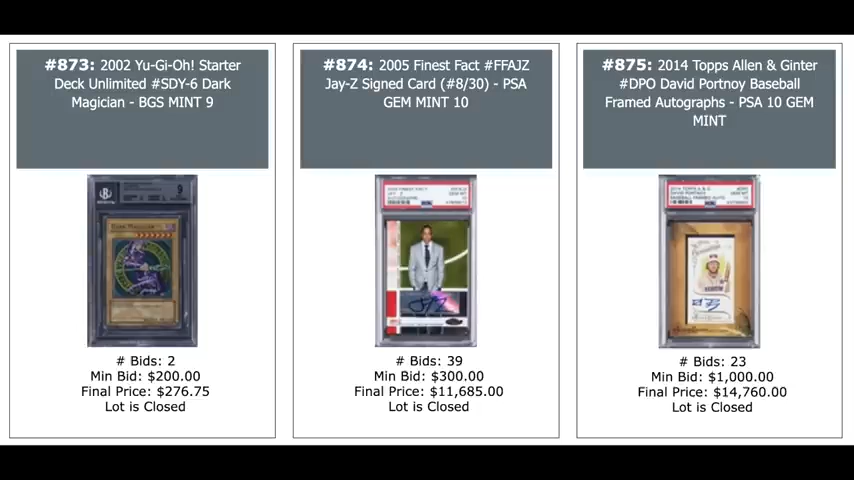 #873: 2002 Yu-Gi-Oh! Starter
Deck Unlimited #SDY-6 Dark
Magician - BGS MINT 9
9
DARK MAGICIAN
# Bids: 2
Min Bid: $200.00
Final Price: $276.75
Lot is Closed
#874: 2005 Finest Fact #FFAJZ
Jay-Z Signed Card (#8/30) - PSA
GEM MINT 10
# Bids: 39
Min Bid: $300.00
Final Price: $11,685.00
Lot is Closed
#875: 2014 Topps Allen & Ginter
#DPO David Portnoy Baseball
Framed Autographs - PSA 10 GEM
MINT
# Bids: 23
Min Bid: $1,000.00
Final Price: $14,760.00
Lot is Closed